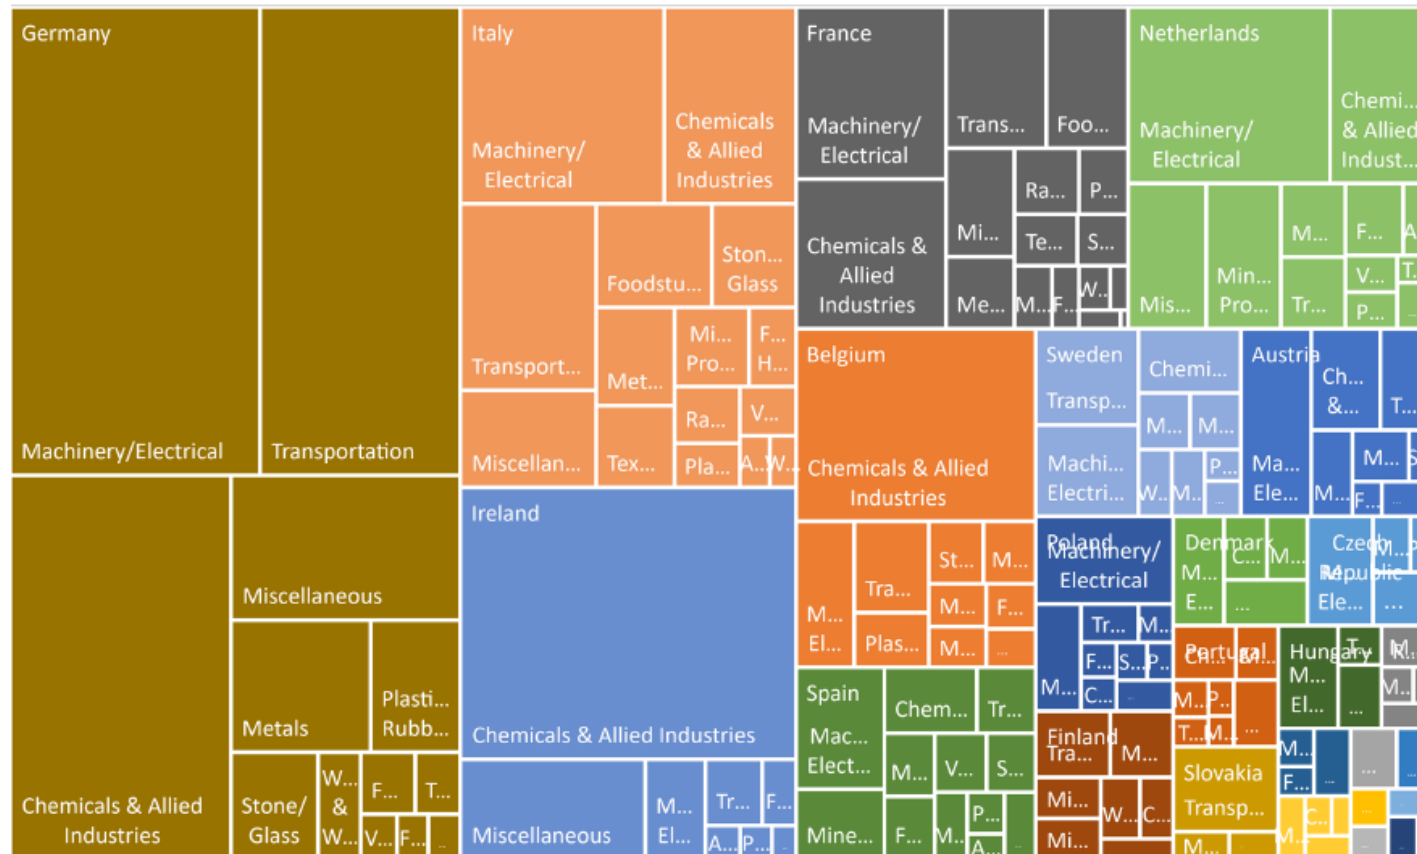 Germany
Machinery/Electrical
Transportation
Chemicals & Allied
Industries
Miscellaneous
Metals
Plasti...
Rubb...
Stone/
Glass
W...
&
W...
F...
T...
V...
F...
...
Italy
Machinery/
Electrical
Chemicals
& Allied
Industries
Transport...
Foodstu...
Ston...
Glass
Miscellan...
Met...
Mi...
Pro...
F...
H...
Tex...
Ra...
V...
Pla...
A...
W...
Ireland
Chemicals & Allied Industries
Miscellaneous
M...
El...
Tr...
F...
A...
P...
...
France
Machinery/
Electrical
Trans...
Foo...
Chemicals &
Allied
Industries
Mi...
Ra...
P...
Te...
S...
Me...
M...
F...
W...
Netherlands
Machinery/
Electrical
Chemi...
& Allied
Indust...
Mis...
Min...
Pro...
M...
F...
A
Tr...
V...
T.
P...
...
Belgium
Chemicals & Allied
Industries
M...
El...
Tra...
Plas...
St...
M...
M...
F...
M...
...
Spain
Mac...
Elect...
Chem...
Tr...
Mine...
M...
V...
S...
F...
M...
P...
A...
Sweden
Transp...
Chemi...
Machi...
Electri...
M...
M...
W...
M...
P...
...
Austria
Ma...
Ele...
Ch...
&...
T...
M...
M...
S
F...
...
Poland
Machinery/
Electrical
M...
Tr...
M...
F...
S...
P...
C...
...
Denmark
M...
E...
C...
M...
...
Czech
Republic
M...
Ele...
M...
...
Finland
Tra...
M...
Mi...
W...
C...
Mi...
Portugal
Ch...
M...
M...
P...
T...
M...
...
Hungary
M...
El...
T...
...
R...
M...
M...
Slovakia
Transp...
M...
...
M...
F...
...
...
M...
C...
...
...
...